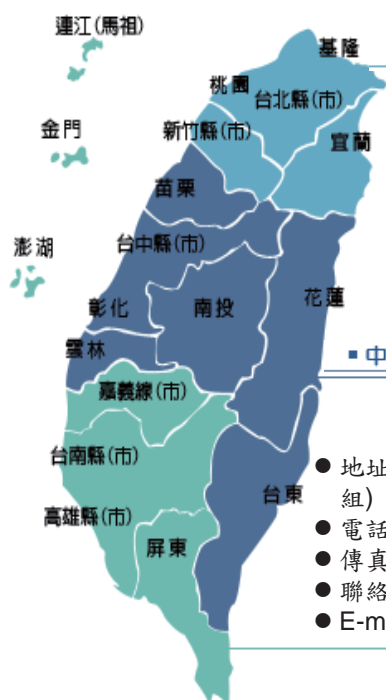 連江(馬祖)
基隆
桃園
台北縣(市)
金門
新竹縣(市)
宜蘭
苗栗
台中縣(市)
澎湖
彰化
南投
花蓮
雲林
▪ 中
嘉義線(市)
台南縣(市)
● 地址
組)
台東
高雄縣(市)
● 電話
屏東
● 傳真
● 聯絡
● E-m